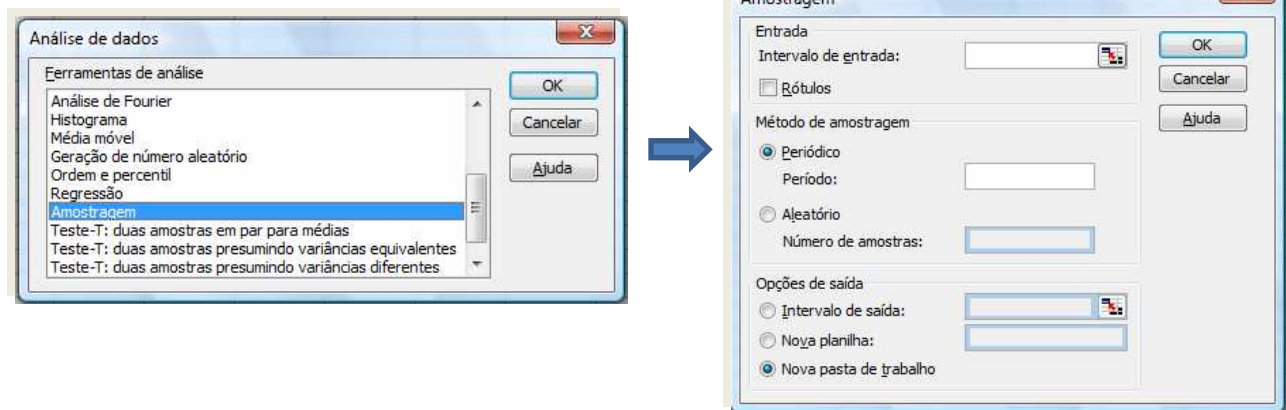 Análise de dados
Ferramentas de análise
Análise de Fourier
Histograma
Média móvel
Geração de número aleatório
Ordem e percentil
Regressão
Amostragem
Teste-T: duas amostras em par para médias
Teste-T: duas amostras presumindo variâncias equivalentes
Teste-T: duas amostras presumindo variâncias diferentes
OK
Cancelar
Ajuda
Amostragem
Entrada
Intervalo de entrada:
Rótulos
Método de amostragem
Periódico
Período:
Aleatório
Número de amostras:
Opções de saída
Intervalo de saída:
Nova planilha:
Nova pasta de trabalho
OK
Cancelar
Ajuda